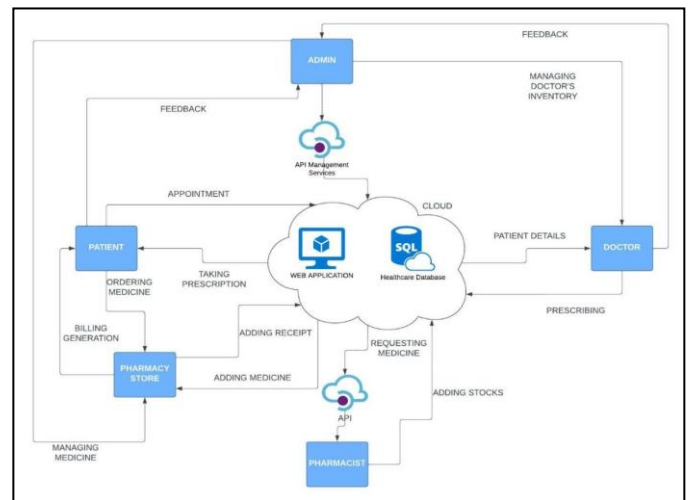 FEEDBACK
ADMIN
MANAGING
DOCTOR'S
INVENTORY
FEEDBACK
API Management
Services
APPOINTMENT
CLOUD
PATIENT
SQL
PATIENT DETAILS
DOCTOR
WEB APPLICATION
Healthcare Database
TAKING
PRESCRIPTION
ORDERING
MEDICINE
PRESCRIBING
BILLING
GENERATION
ADDING RECEIPT
REQUESTING
MEDICINE
PHARMACY
STORE
ADDING MEDICINE
ADDING STOCKS
API
MANAGING
MEDICINE
PHARMACIST